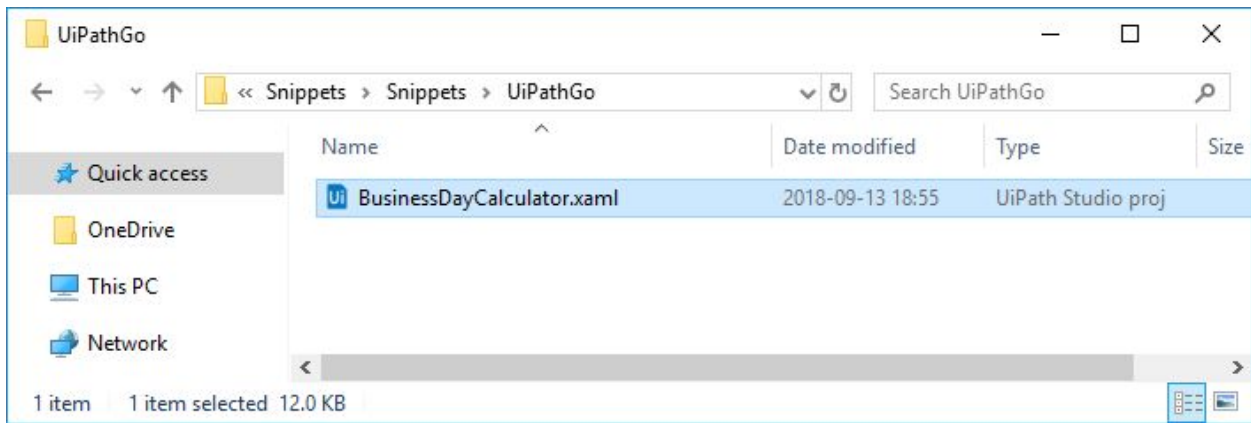 UiPathGo
« Snippets > Snippets > UiPathGo
Search UiPathGo
Name Date modified Type Size
Quick access
Ui BusinessDayCalculator.xaml 2018-09-13 18:55 UiPath Studio proj
OneDrive
This PC
Network
1 item 1 item selected 12.0 KB